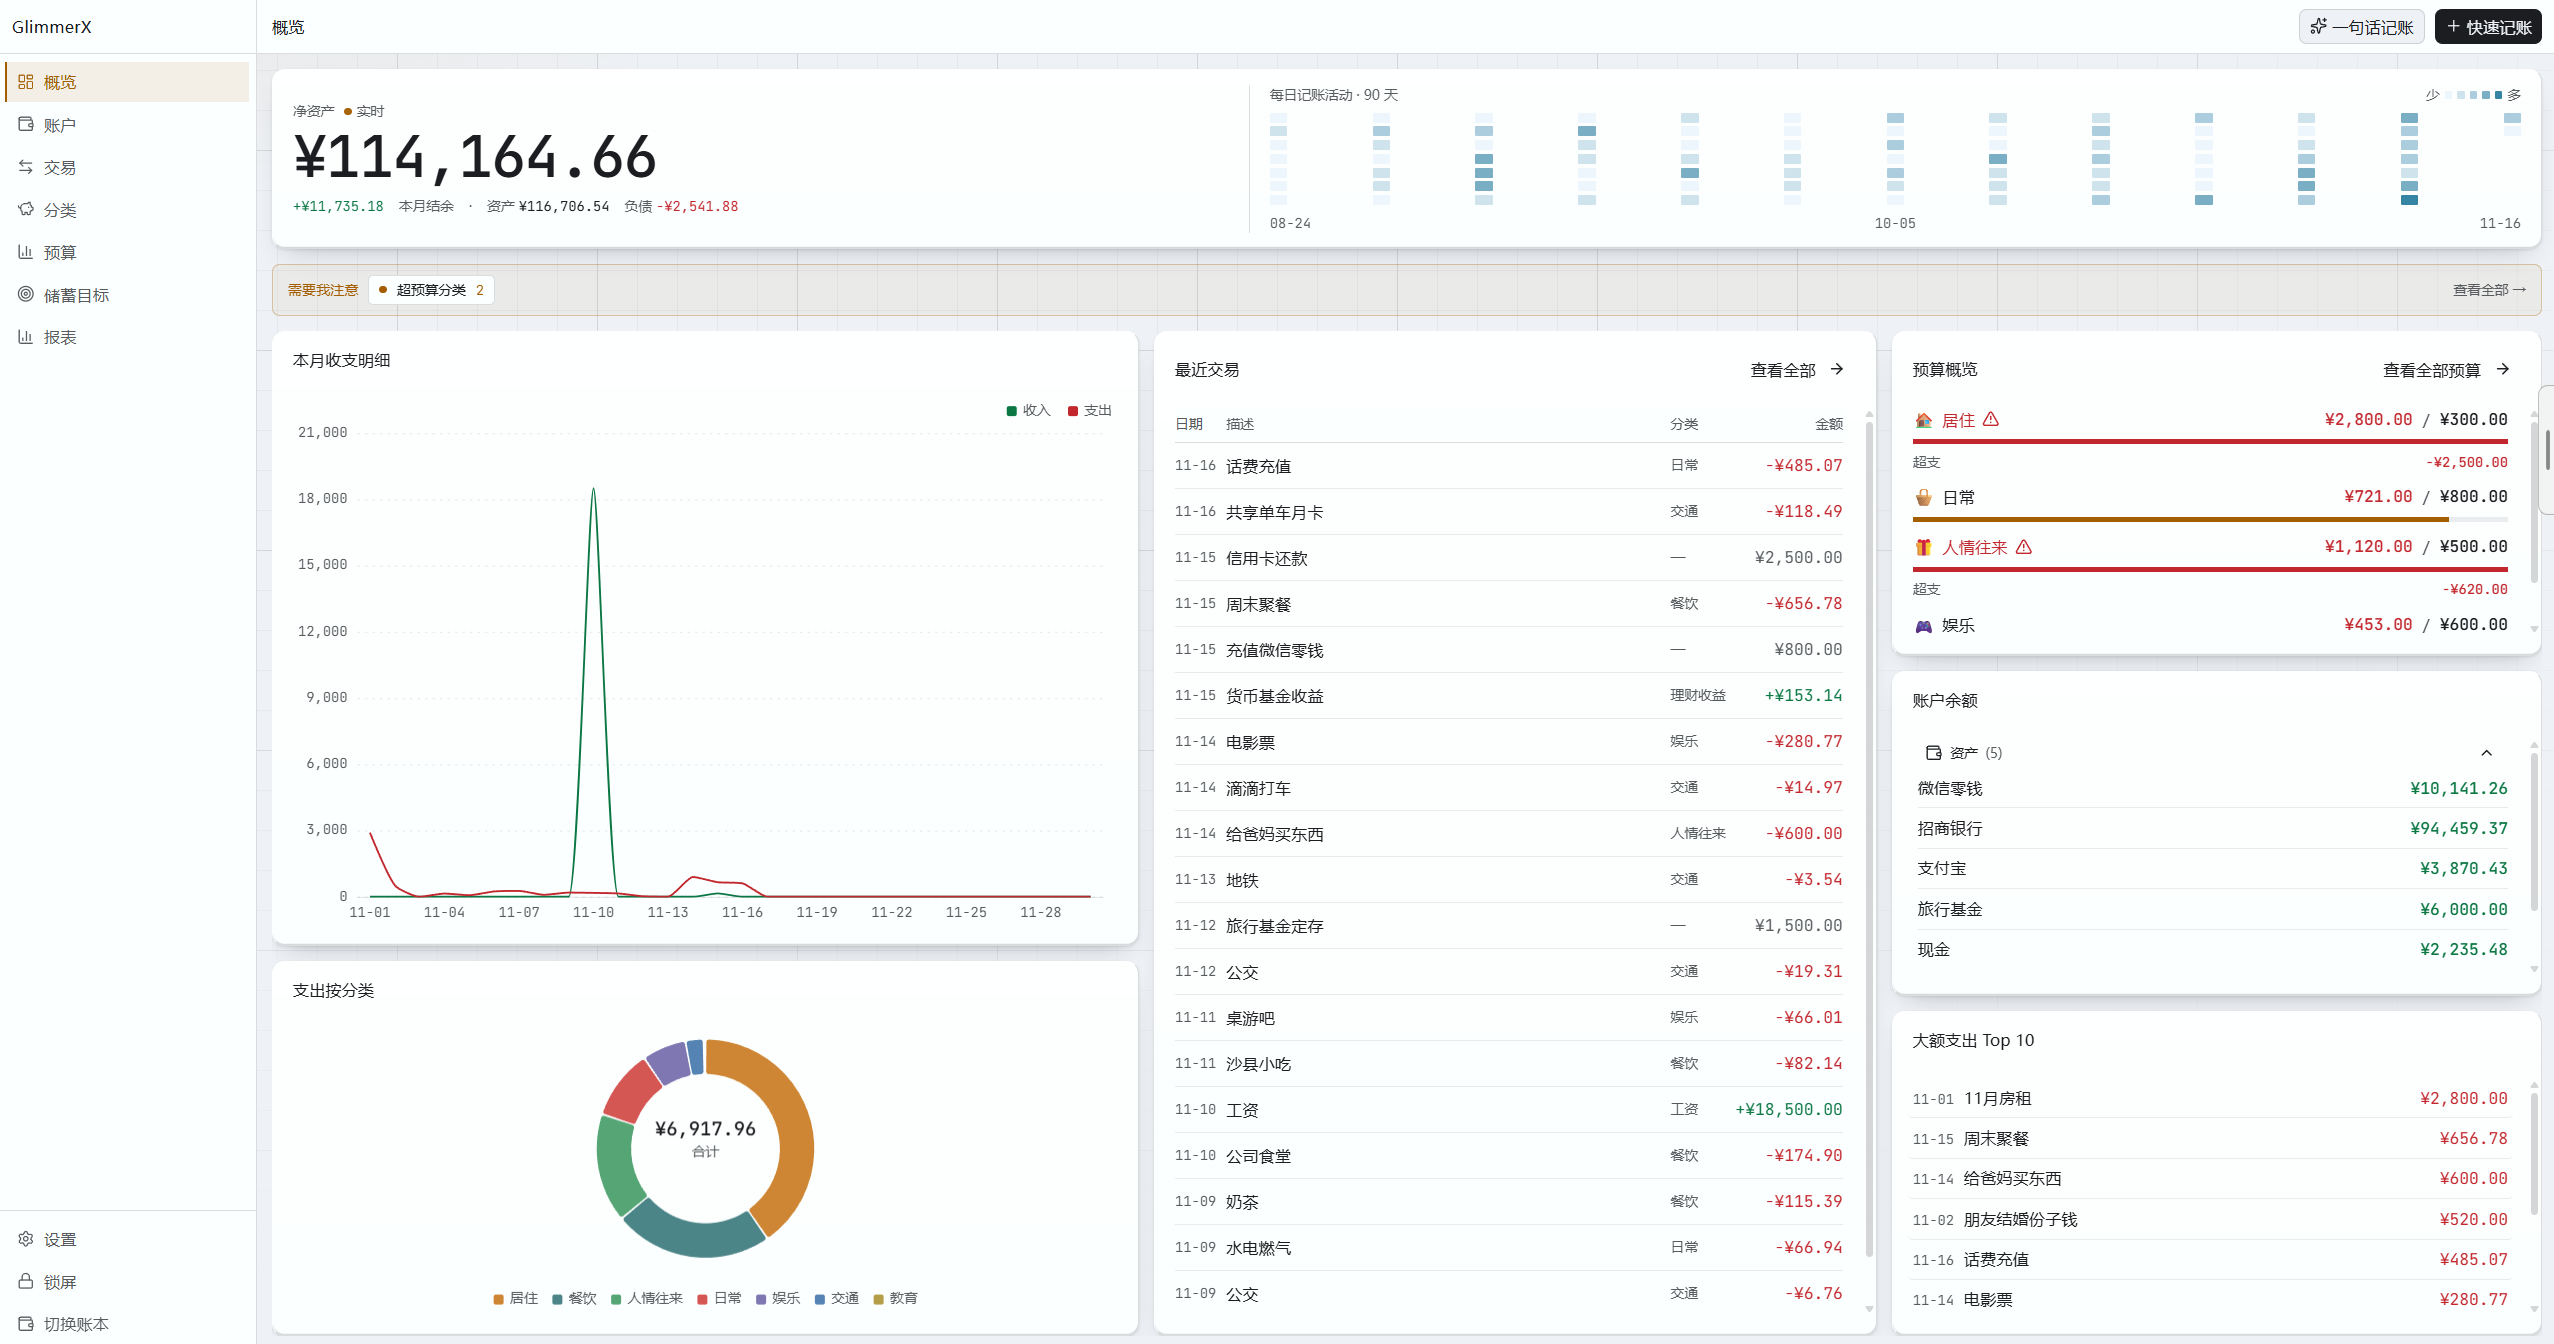 GlimmerX
概览
账户
交易
分类
预算
储蓄目标
报表
设置
锁屏
切换账本
概览
一句话记账
快速记账
净资产 实时
¥114,164.66
+¥11,735.18 本月结余 · 资产 ¥116,706.54 负债 -¥2,541.88
每日记账活动 · 90 天
少 多
08-24 10-05 11-16
需要我注意 超预算分类 2 查看全部 →
本月收支明细
收入 支出
21,000
18,000
15,000
12,000
9,000
6,000
3,000
0
11-01 11-04 11-07 11-10 11-13 11-16 11-19 11-22 11-25 11-28
支出按分类
¥6,917.96
合计
居住 餐饮 人情往来 日常 娱乐 交通 教育
最近交易 查看全部 →
日期 描述 分类 金额
11-16 话费充值 日常 -¥485.07
11-16 共享单车月卡 交通 -¥118.49
11-15 信用卡还款 — ¥2,500.00
11-15 周末聚餐 餐饮 -¥656.78
11-15 充值微信零钱 — ¥800.00
11-15 货币基金收益 理财收益 +¥153.14
11-14 电影票 娱乐 -¥280.77
11-14 滴滴打车 交通 -¥14.97
11-14 给爸妈买东西 人情往来 -¥600.00
11-13 地铁 交通 -¥3.54
11-12 旅行基金定存 — ¥1,500.00
11-12 公交 交通 -¥19.31
11-11 桌游吧 娱乐 -¥66.01
11-11 沙县小吃 餐饮 -¥82.14
11-10 工资 工资 +¥18,500.00
11-10 公司食堂 餐饮 -¥174.90
11-09 奶茶 餐饮 -¥115.39
11-09 水电燃气 日常 -¥66.94
11-09 公交 交通 -¥6.76
预算概览 查看全部预算 →
居住 ¥2,800.00 / ¥300.00
超支 -¥2,500.00
日常 ¥721.00 / ¥800.00
人情往来 ¥1,120.00 / ¥500.00
超支 -¥620.00
娱乐 ¥453.00 / ¥600.00
账户余额
资产 (5)
微信零钱 ¥10,141.26
招商银行 ¥94,459.37
支付宝 ¥3,870.43
旅行基金 ¥6,000.00
现金 ¥2,235.48
大额支出 Top 10
11-01 11月房租 ¥2,800.00
11-15 周末聚餐 ¥656.78
11-14 给爸妈买东西 ¥600.00
11-02 朋友结婚份子钱 ¥520.00
11-16 话费充值 ¥485.07
11-14 电影票 ¥280.77